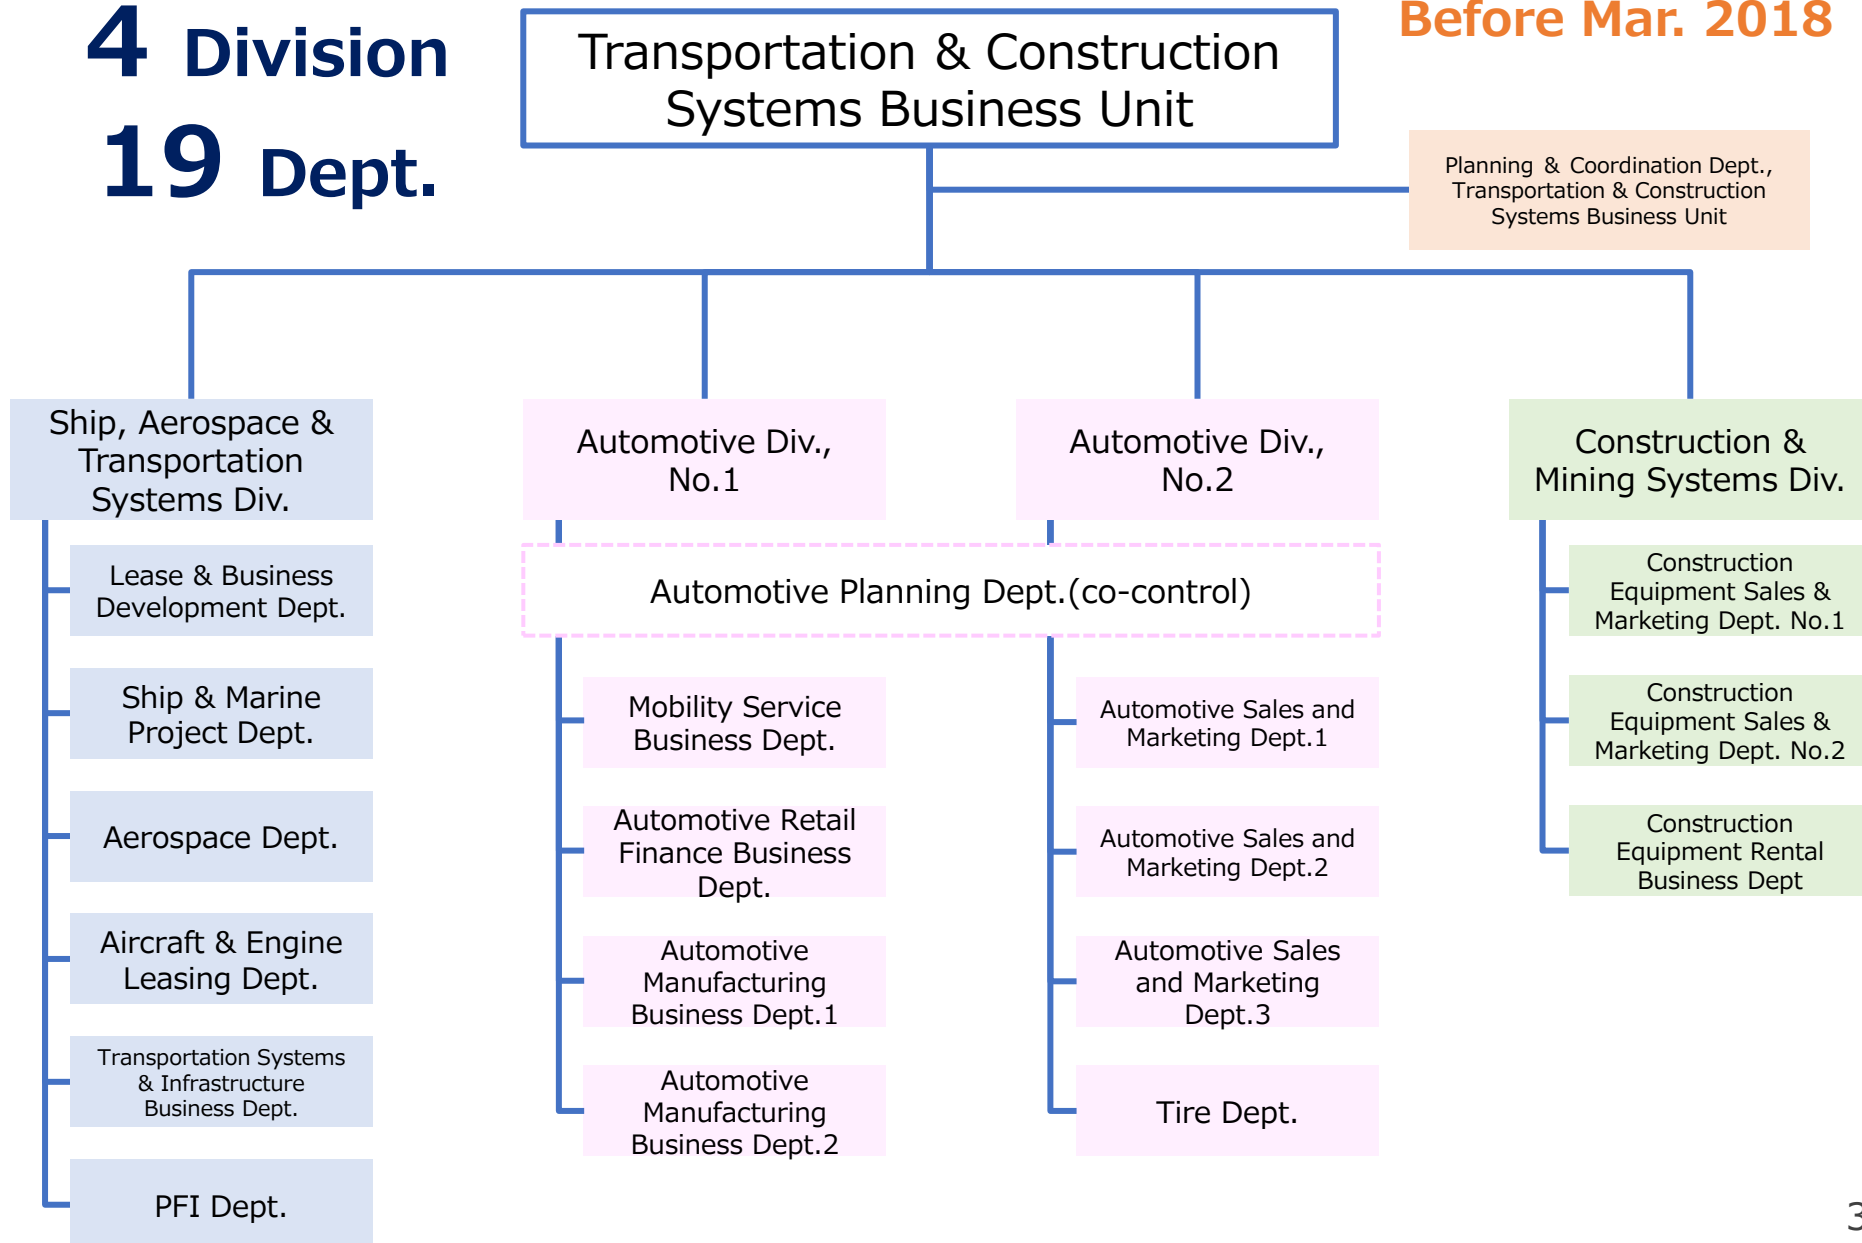 4 Division
19 Dept.
Before Mar. 2018
Transportation & Construction
Systems Business Unit
Planning & Coordination Dept.,
Transportation & Construction
Systems Business Unit
Ship, Aerospace &
Transportation
Systems Div.
Lease & Business
Development Dept.
Ship & Marine
Project Dept.
Aerospace Dept.
Aircraft & Engine
Leasing Dept.
Transportation Systems
& Infrastructure
Business Dept.
PFI Dept.
Automotive Div.,
No.1
Automotive Div.,
No.2
Automotive Planning Dept.(co-control)
Mobility Service
Business Dept.
Automotive Retail
Finance Business
Dept.
Automotive
Manufacturing
Business Dept.1
Automotive
Manufacturing
Business Dept.2
Automotive Sales and
Marketing Dept.1
Automotive Sales and
Marketing Dept.2
Automotive Sales
and Marketing
Dept.3
Tire Dept.
Construction &
Mining Systems Div.
Construction
Equipment Sales &
Marketing Dept. No.1
Construction
Equipment Sales &
Marketing Dept. No.2
Construction
Equipment Rental
Business Dept
3